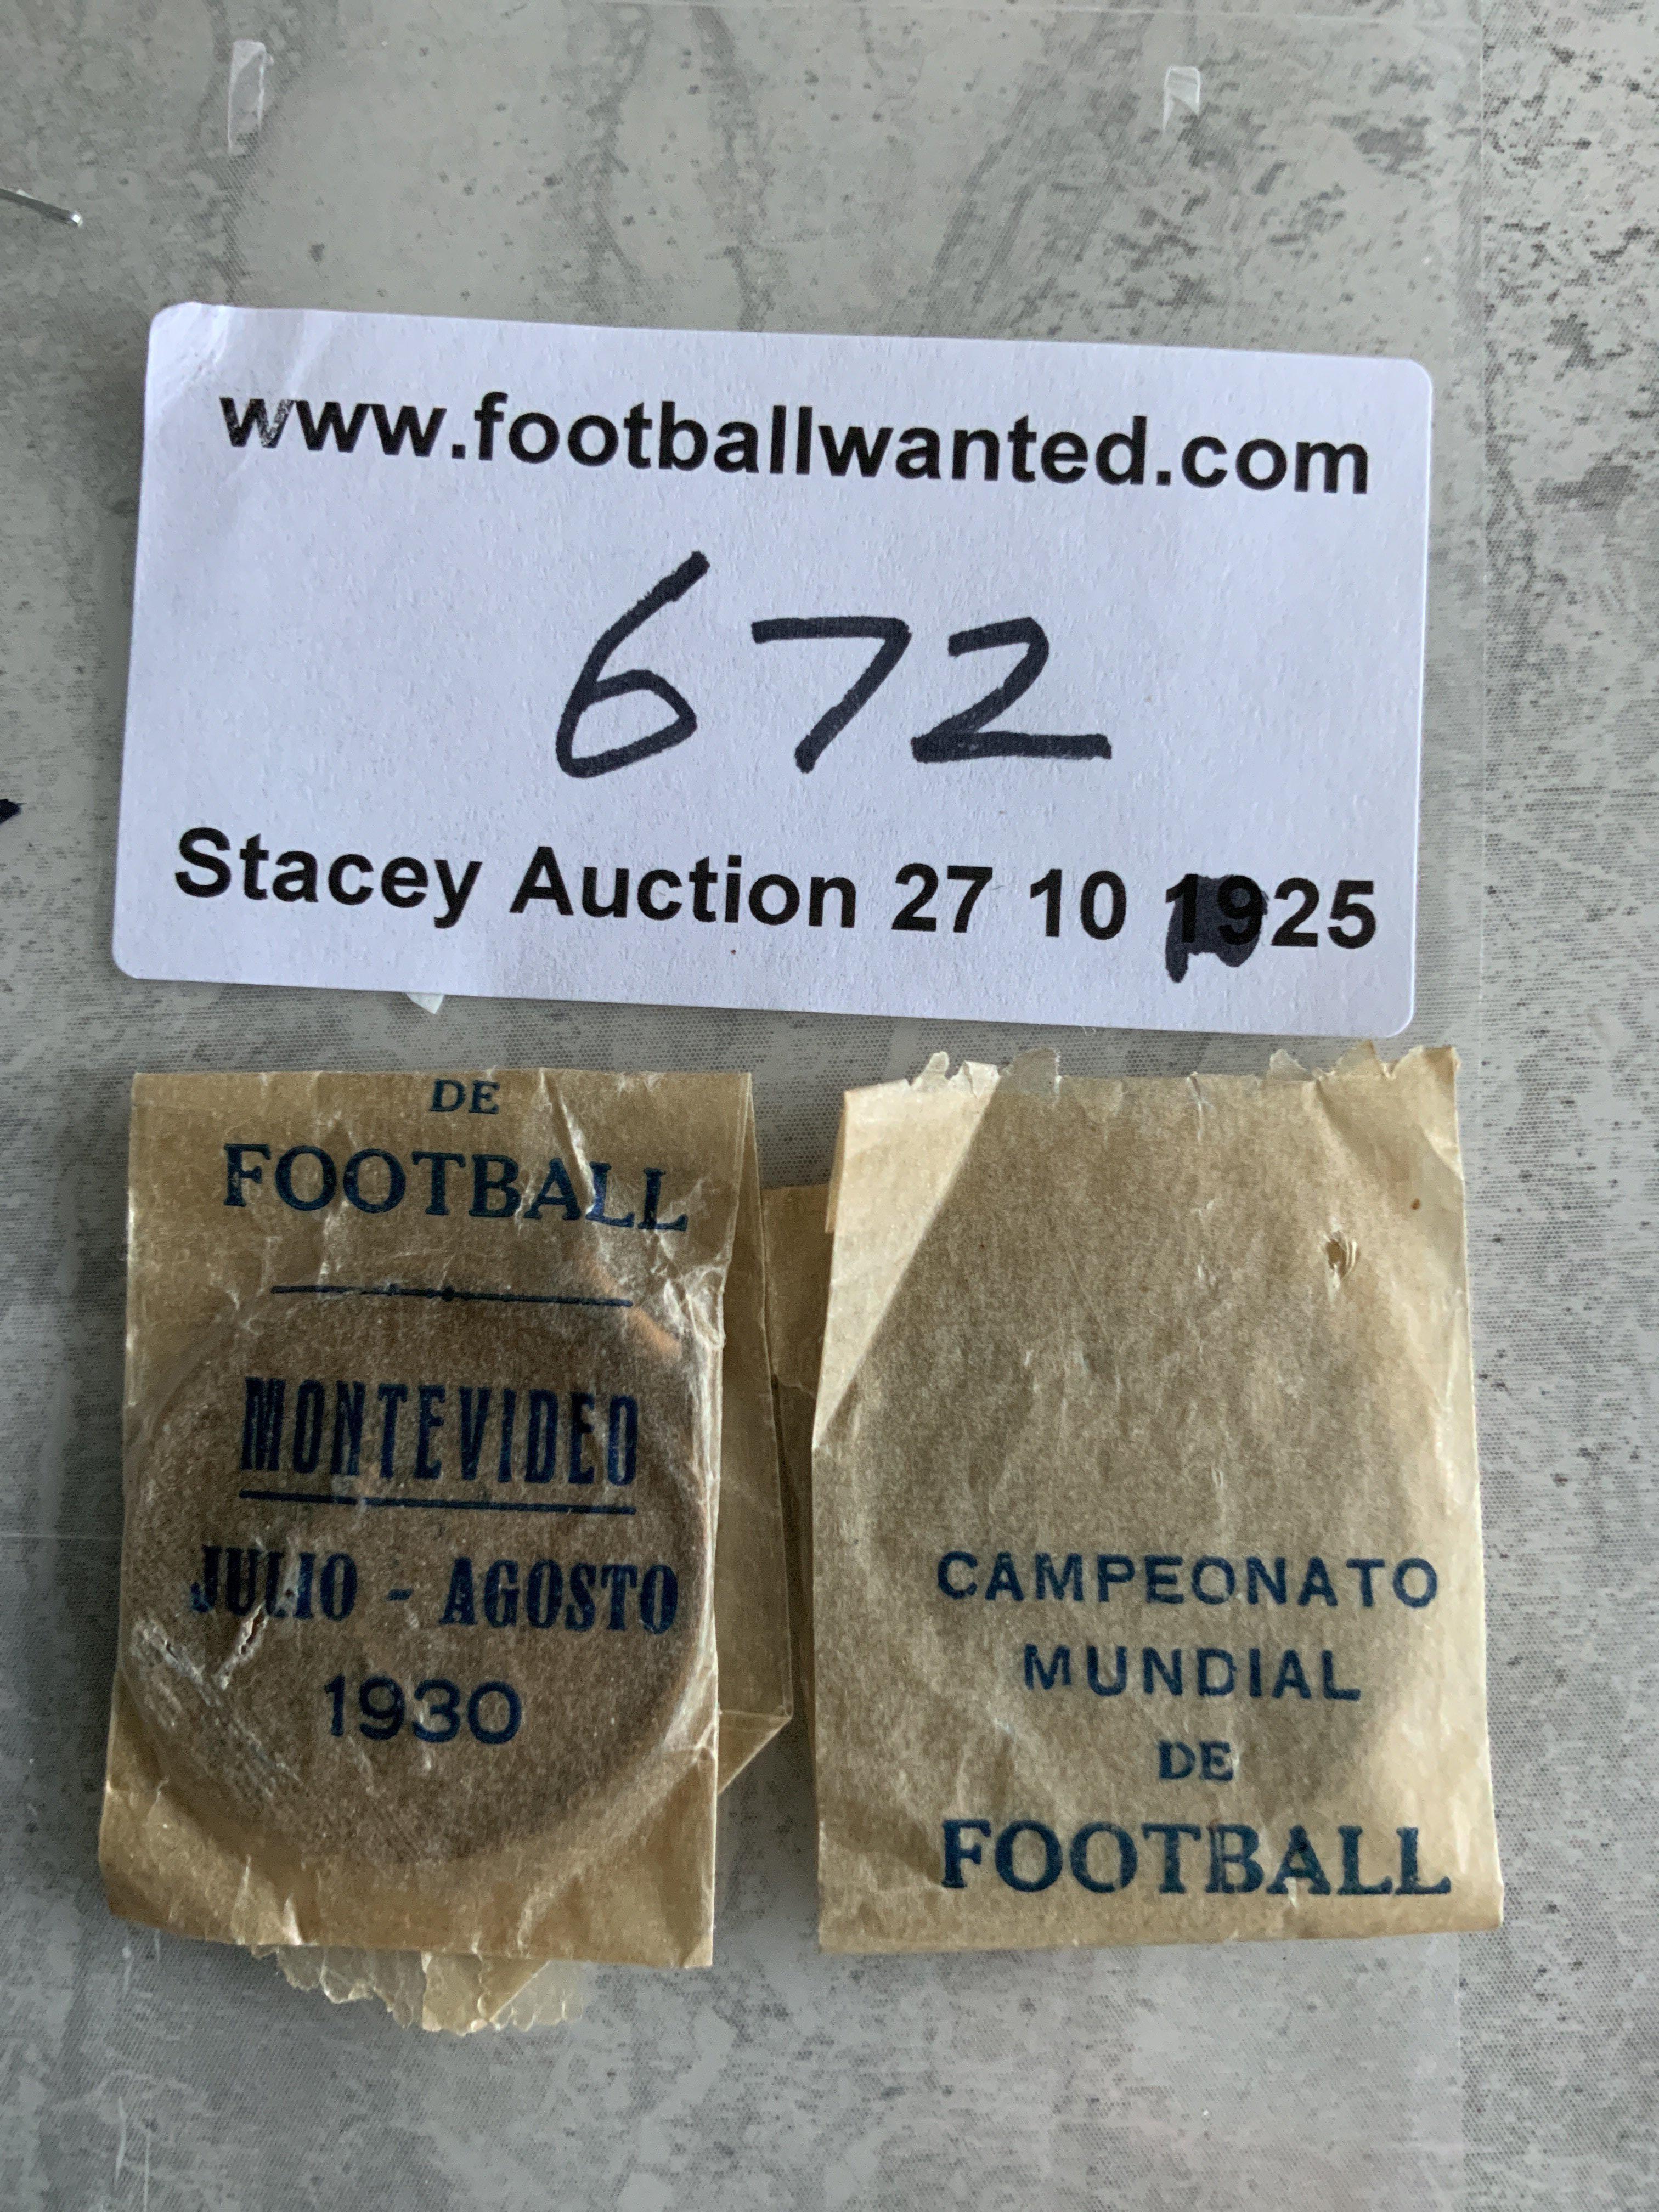 www.footballwanted.com
672
Stacey Auction 27 10 1925
DE
FOOTBALL
MONTEVIDEO
JULIO - AGOSTO
1930
CAMPEONATO
MUNDIAL
DE
FOOTBALL